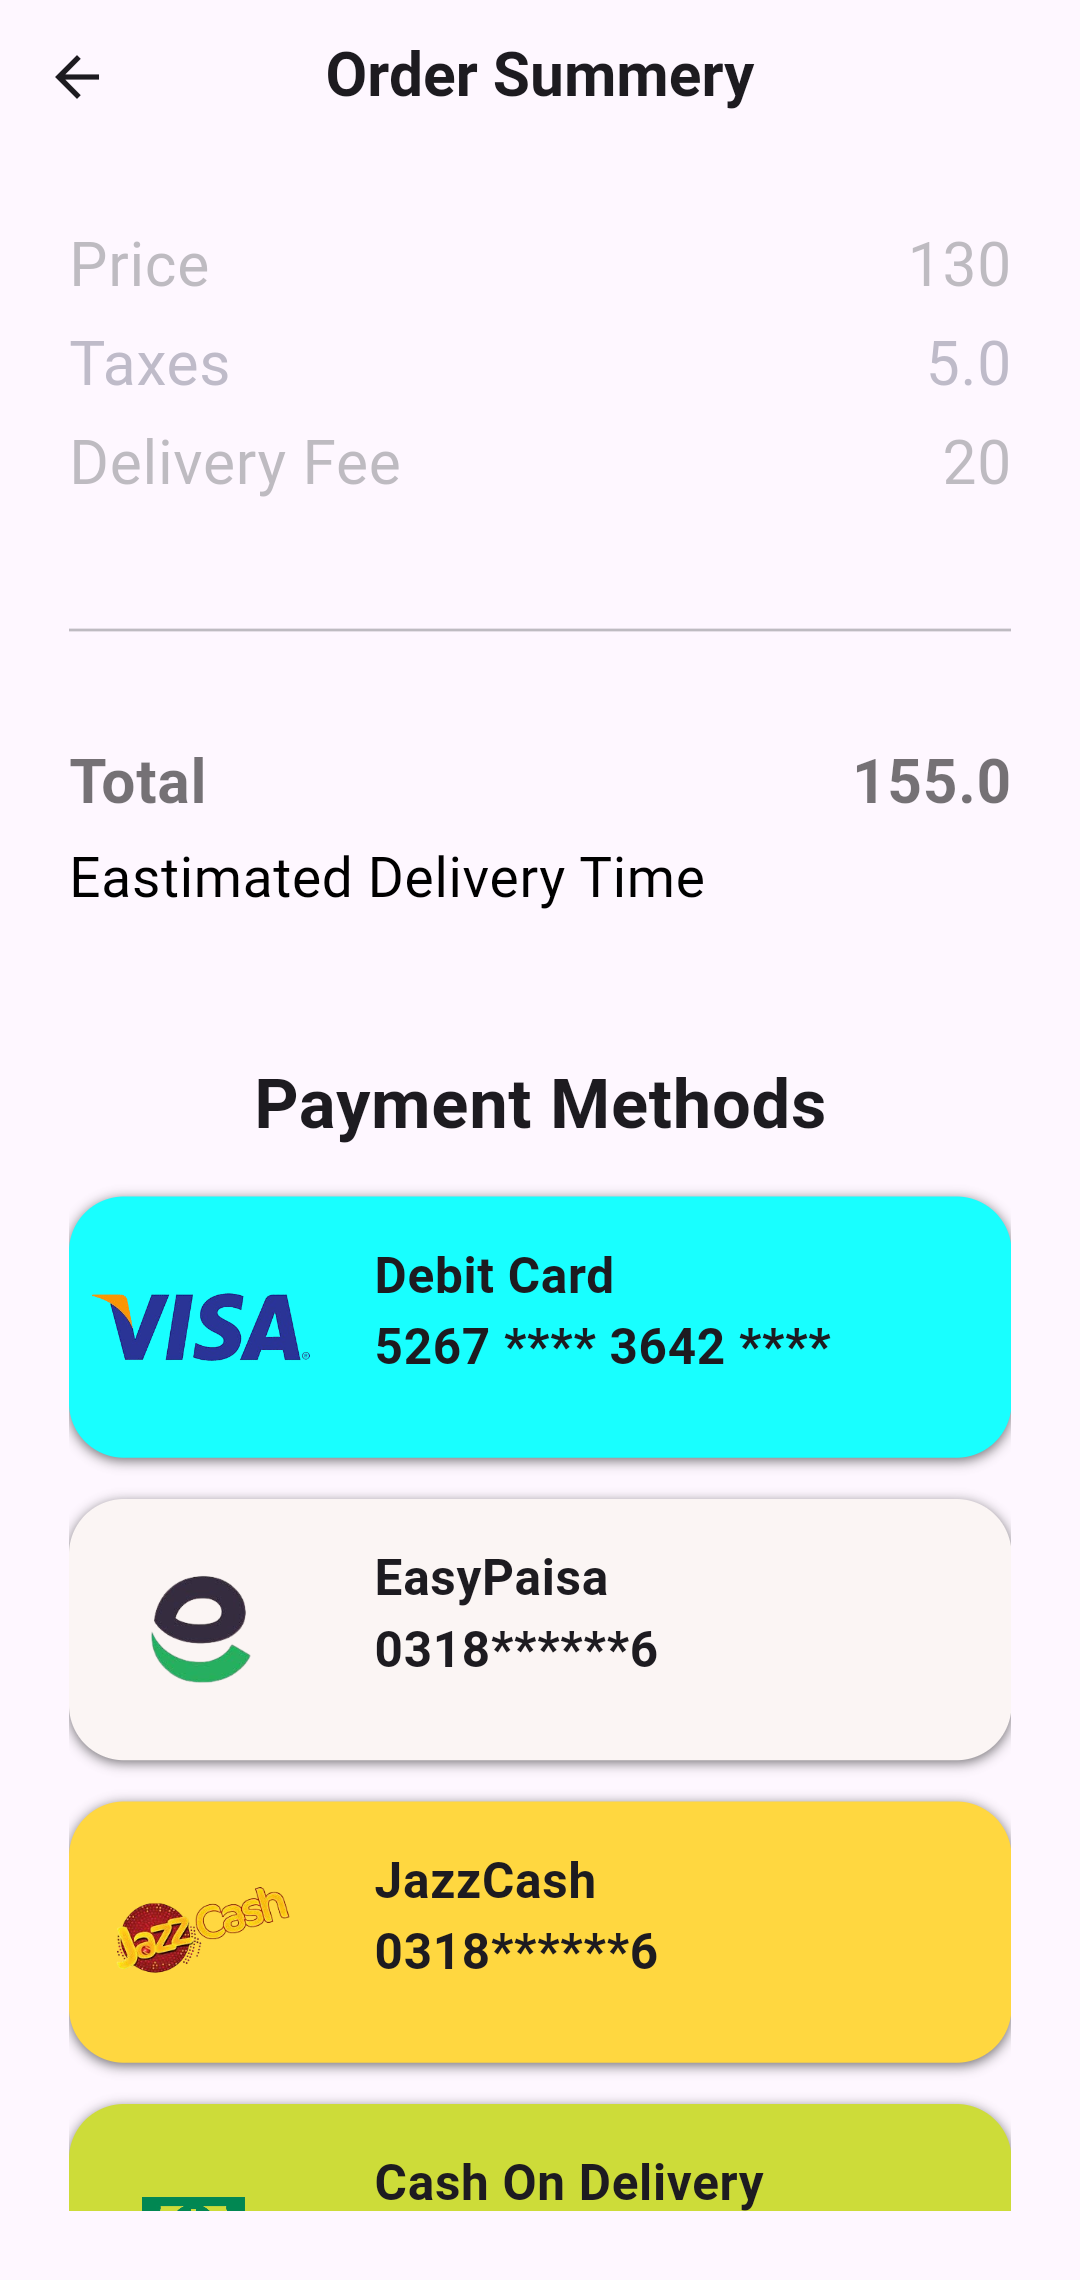 Order Summery
Price 130
Taxes 5.0
Delivery Fee 20
Total 155.0
Eastimated Delivery Time
Payment Methods
VISA®
Debit Card
5267 **** 3642 ****
EasyPaisa
0318******6
JazzCash
JazzCash
0318******6
Cash On Delivery